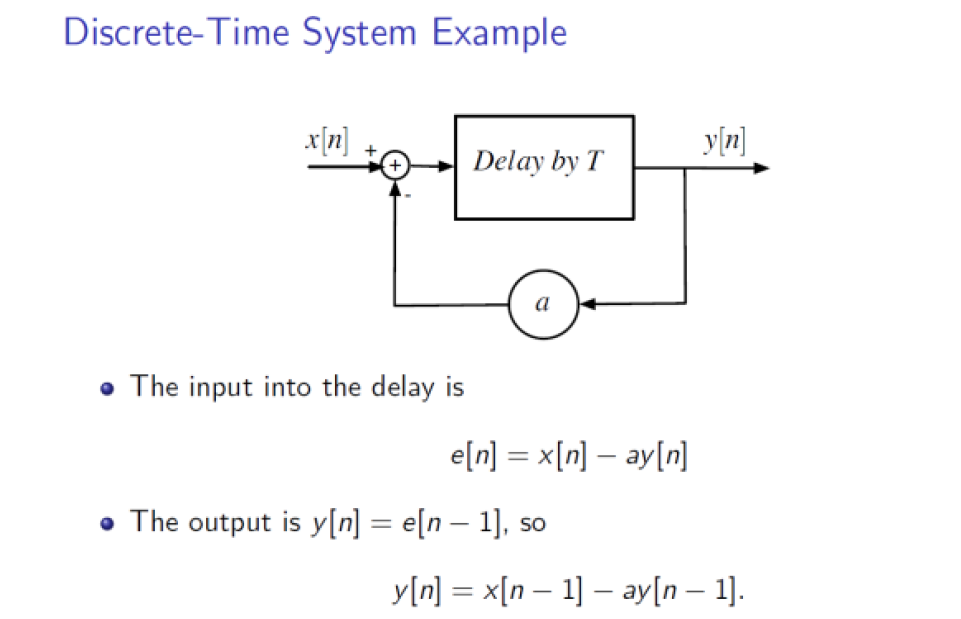 Discrete-Time System Example
x[n] + + - Delay by T y[n]
a
The input into the delay is
e[n] = x[n] − ay[n]
The output is y[n] = e[n − 1], so
y[n] = x[n − 1] − ay[n − 1].